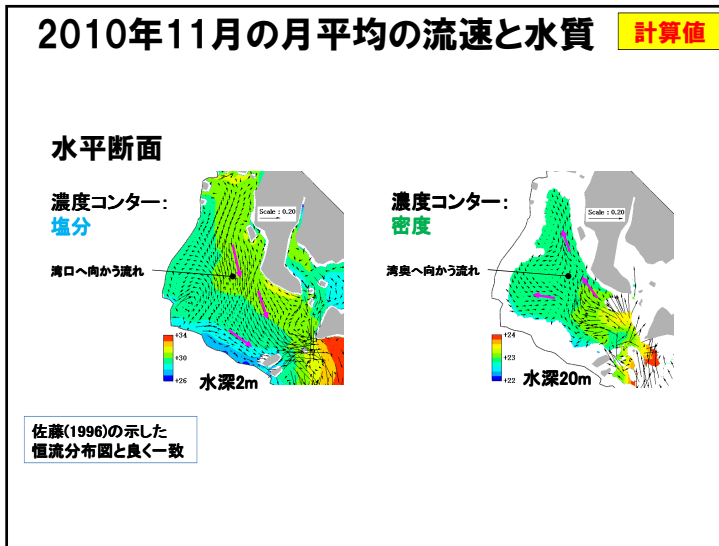 2010年11月の月平均の流速と水質
計算値
水平断面
濃度コンター：
塩分
Scale : 0.20
湾口へ向かう流れ
+34
+30
+26
水深2m
濃度コンター：
密度
Scale : 0.20
湾奥へ向かう流れ
+24
+23
+22
水深20m
佐藤(1996)の示した
恒流分布図と良く一致